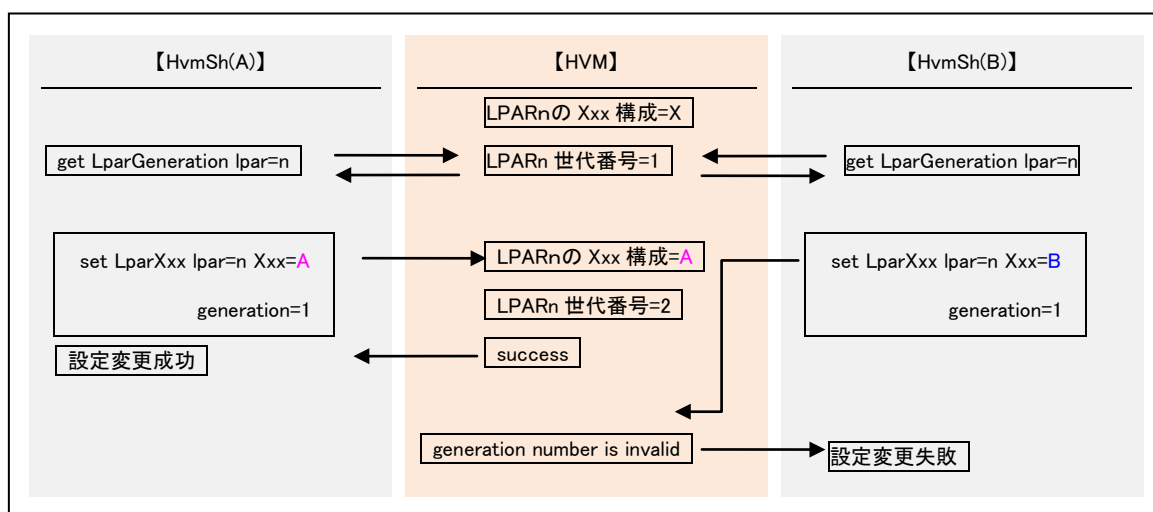 【HvmSh(A)】
【HVM】
【HvmSh(B)】
LPARnの Xxx 構成=X
get LparGeneration lpar=n
LPARn 世代番号=1
get LparGeneration lpar=n
set LparXxx lpar=n Xxx=A
generation=1
LPARnの Xxx 構成=A
set LparXxx lpar=n Xxx=B
generation=1
LPARn 世代番号=2
設定変更成功
success
generation number is invalid
設定変更失敗